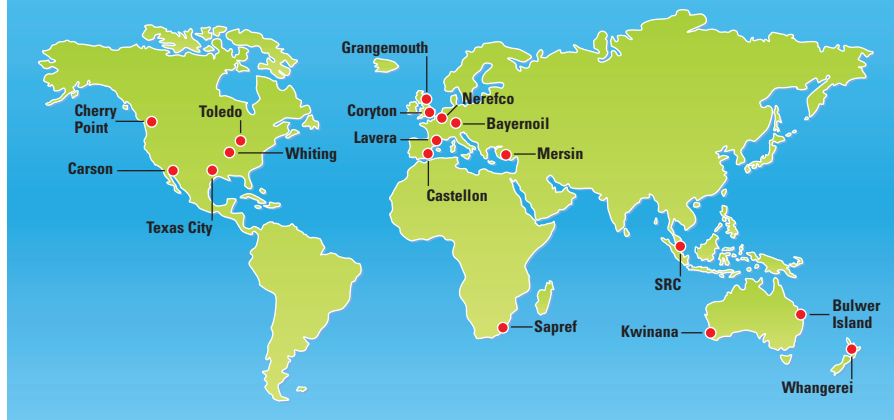 Grangemouth
Cherry
Point
Toledo
Coryton
Nerefco
Bayernoil
Whiting
Lavera
Mersin
Carson
Castellon
Texas City
SRC
Bulwer
Island
Sapref
Kwinana
Whangerei